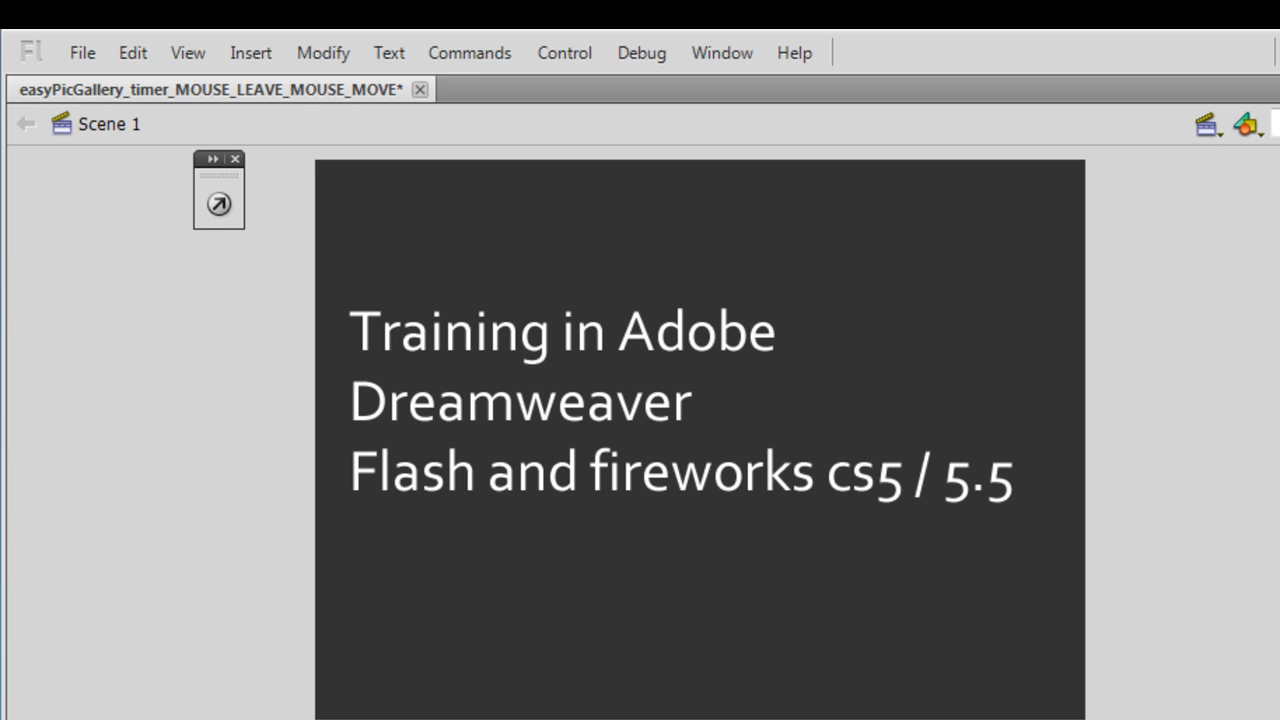 Fl File Edit View Insert Modify Text Commands Control Debug Window Help
easyPicGallery_timer_MOUSE_LEAVE_MOUSE_MOVE*
Scene 1
Training in Adobe
Dreamweaver
Flash and fireworks cs5 / 5.5